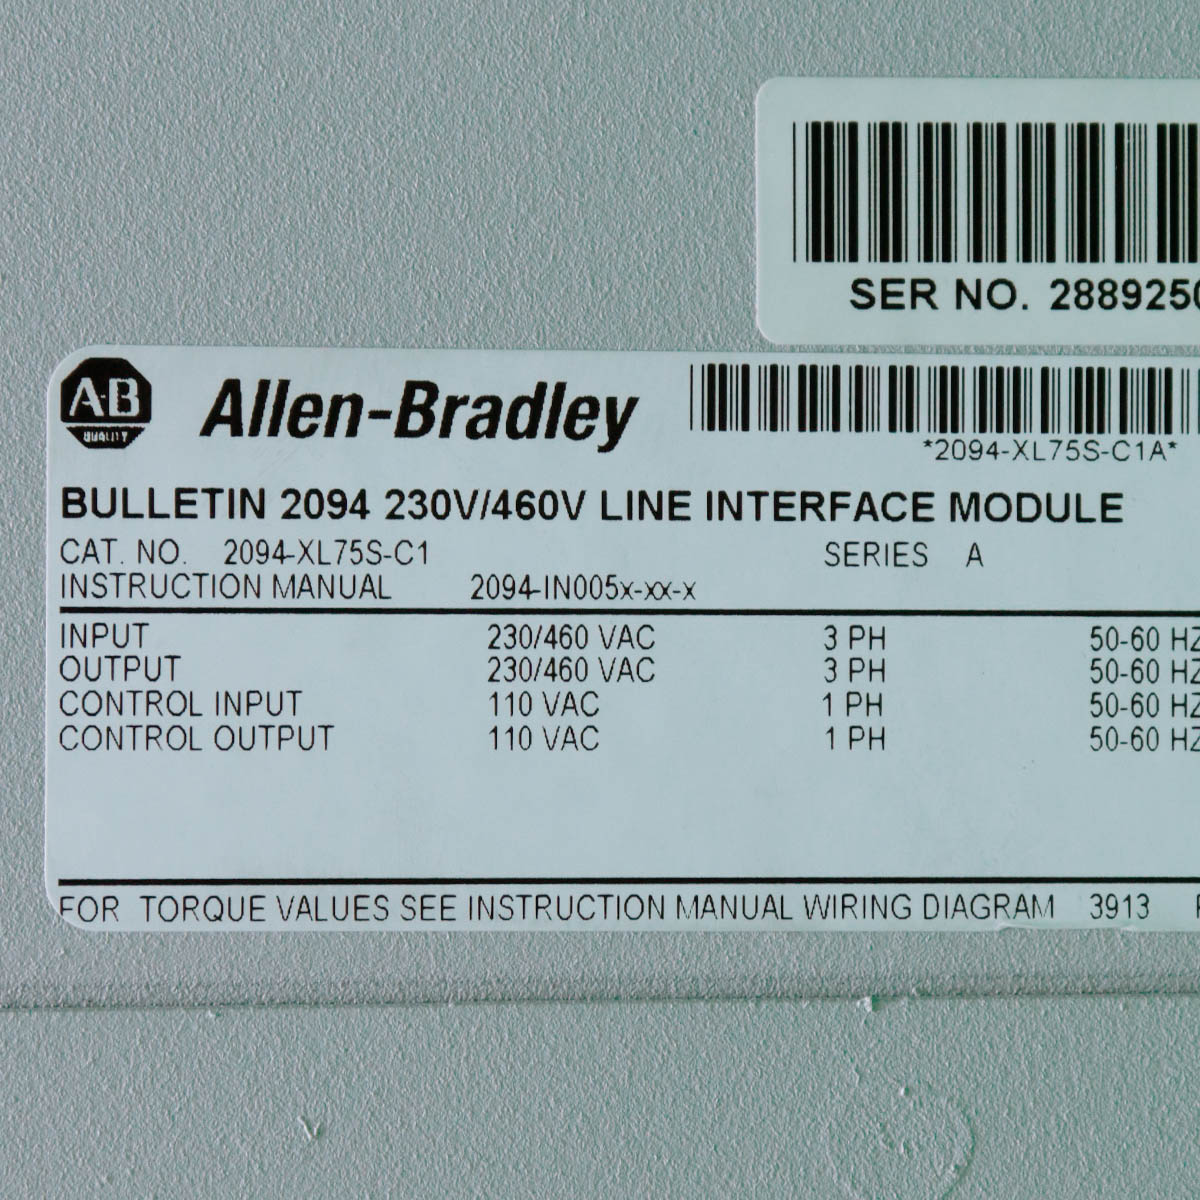 SER NO. 288925
A-B
QUALITY
Allen-Bradley
*2094-XL75S-C1A*
BULLETIN 2094 230V/460V LINE INTERFACE MODULE
CAT. NO. 2094-XL75S-C1 SERIES A
INSTRUCTION MANUAL 2094-IN005x-xx-x
INPUT 230/460 VAC 3 PH 50-60 HZ
OUTPUT 230/460 VAC 3 PH 50-60 HZ
CONTROL INPUT 110 VAC 1 PH 50-60 HZ
CONTROL OUTPUT 110 VAC 1 PH 50-60 HZ
FOR TORQUE VALUES SEE INSTRUCTION MANUAL WIRING DIAGRAM 3913